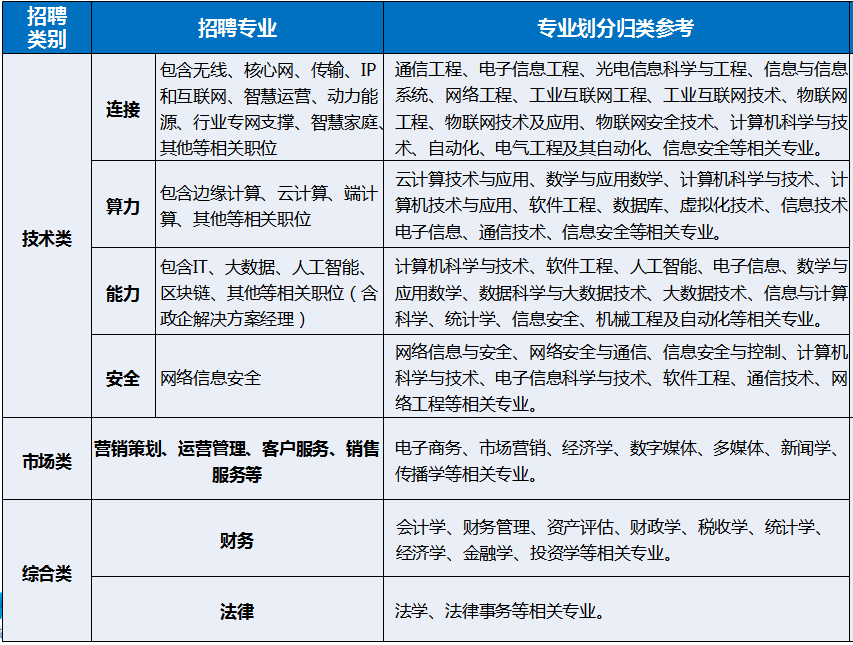 招聘
类别
招聘专业
专业划分归类参考
技术类
连接
包含无线、核心网、传输、IP
和互联网、智慧运营、动力能
源、行业专网支撑、智慧家庭、
其他等相关职位
通信工程、电子信息工程、光电信息科学与工程、信息与信息
系统、网络工程、工业互联网工程、工业互联网技术、物联网
工程、物联网技术及应用、物联网安全技术、计算机科学与技
术、自动化、电气工程及其自动化、信息安全等相关专业。
算力
包含边缘计算、云计算、端计
算、其他等相关职位
云计算技术与应用、数学与应用数学、计算机科学与技术、计
算机技术与应用、软件工程、数据库、虚拟化技术、信息技术
电子信息、通信技术、信息安全等相关专业。
能力
包含IT、大数据、人工智能、
区块链、其他等相关职位（含
政企解决方案经理）
计算机科学与技术、软件工程、人工智能、电子信息、数学与
应用数学、数据科学与大数据技术、大数据技术、信息与计算
科学、统计学、信息安全、机械工程及自动化等相关专业。
安全
网络信息安全
网络信息与安全、网络安全与通信、信息安全与控制、计算机
科学与技术、电子信息科学与技术、软件工程、通信技术、网
络工程等相关专业。
市场类
营销策划、运营管理、客户服务、销售
服务等
电子商务、市场营销、经济学、数字媒体、多媒体、新闻学、
传播学等相关专业。
综合类
财务
会计学、财务管理、资产评估、财政学、税收学、统计学、
经济学、金融学、投资学等相关专业。
法律
法学、法律事务等相关专业。